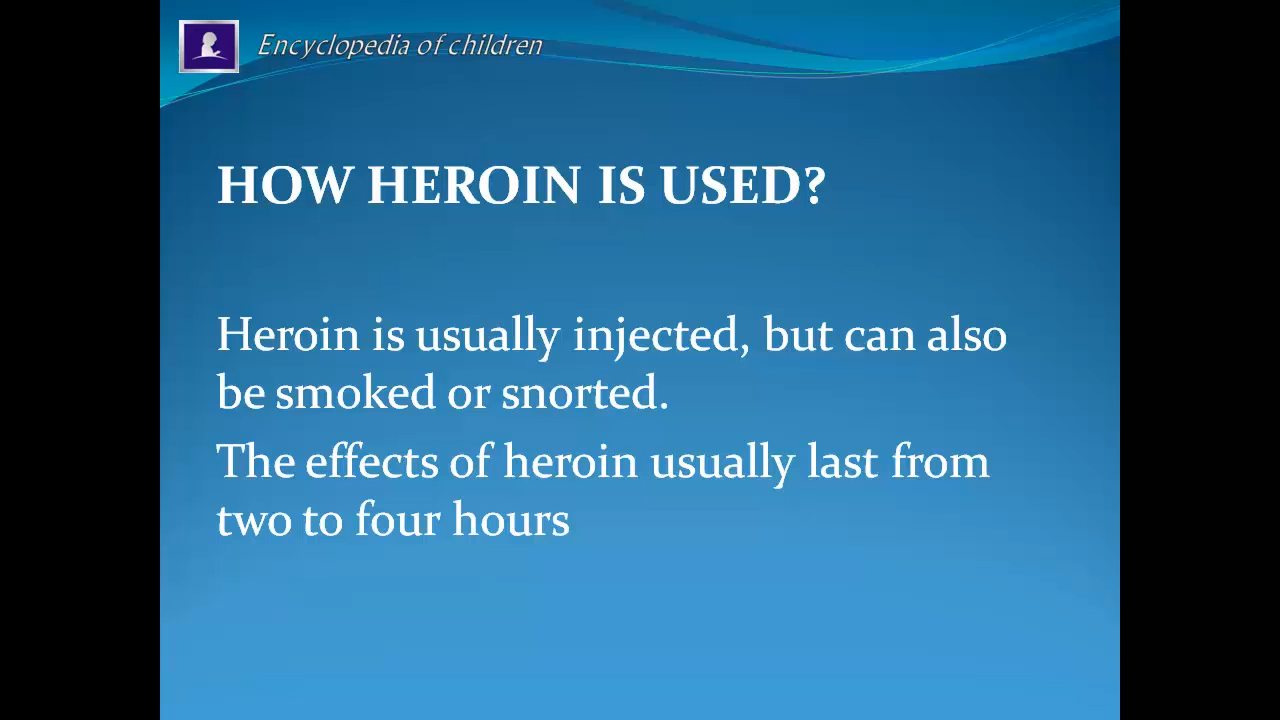 Encyclopedia of children
HOW HEROIN IS USED?
Heroin is usually injected, but can also
be smoked or snorted.
The effects of heroin usually last from
two to four hours